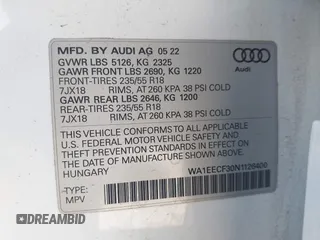 MFD. BY AUDI AG 05 22
GVWR LBS 5126, KG 2325
GAWR FRONT LBS 2690, KG 1220
FRONT-TIRES 235/55 R18
7JX18 RIMS, AT 260 KPA 38 PSI COLD
GAWR REAR LBS 2646, KG 1200
REAR-TIRES 235/55 R18
7JX18 RIMS, AT 260 KPA 38 PSI COLD
Audi
THIS VEHICLE CONFORMS TO ALL APPLICABLE
U.S. FEDERAL MOTOR VEHICLE SAFETY AND
THEFT PREVENTION STANDARDS IN EFFECT ON
THE DATE OF MANUFACTURE SHOWN ABOVE.
HUNGARY
TYPE:
MPV
DREAMBID